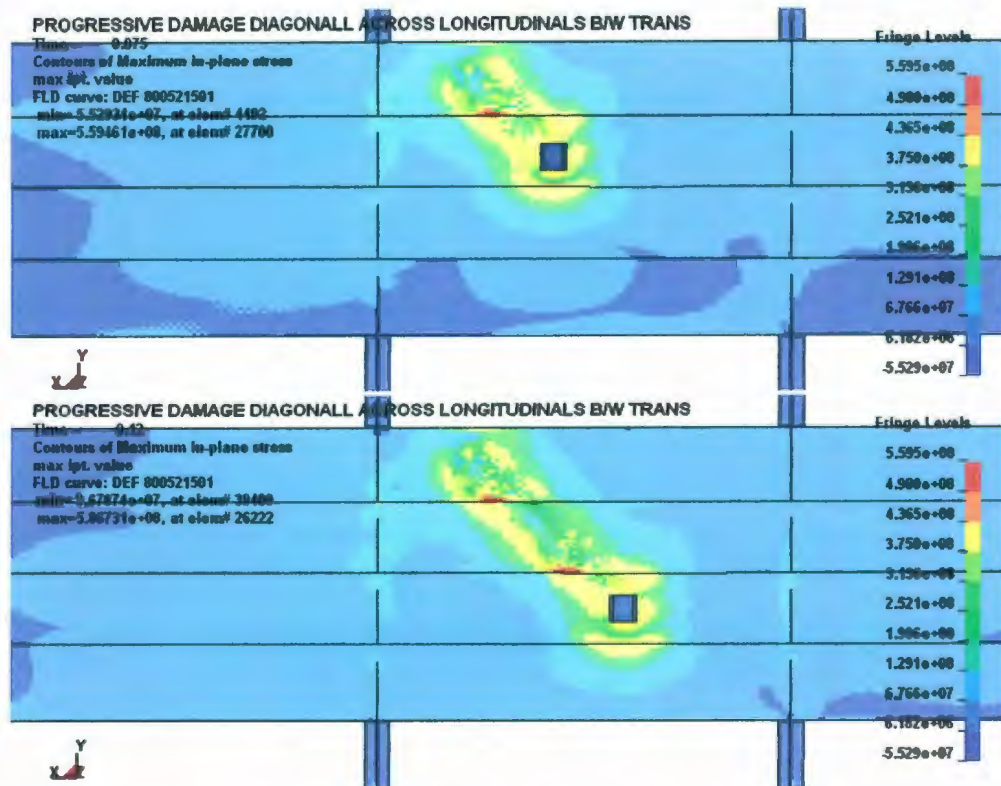 PROGRESSIVE DAMAGE DIAGONALL ACROSS LONGITUDINALS B/W TRANS
Time = 0.075
Contours of Maximum in-plane stress
max ipt. value
FLD curve: DEF 800521501
min=-5.52934e+07, at elem# 4492
max=5.59461e+08, at elem# 27700
Fringe Levels
5.595e+08
4.980e+08
4.365e+08
3.750e+08
3.136e+08
2.521e+08
1.906e+08
1.291e+08
6.766e+07
6.182e+06
-5.529e+07
Y
X Z
PROGRESSIVE DAMAGE DIAGONALL ACROSS LONGITUDINALS B/W TRANS
Time = 0.12
Contours of Maximum in-plane stress
max ipt. value
FLD curve: DEF 800521501
max=5.86731e+08, at elem# 26222
Fringe Levels
5.595e+08
4.980e+08
4.365e+08
3.750e+08
3.136e+08
2.521e+08
1.906e+08
1.291e+08
6.766e+07
6.182e+06
-5.529e+07
Y
X Z